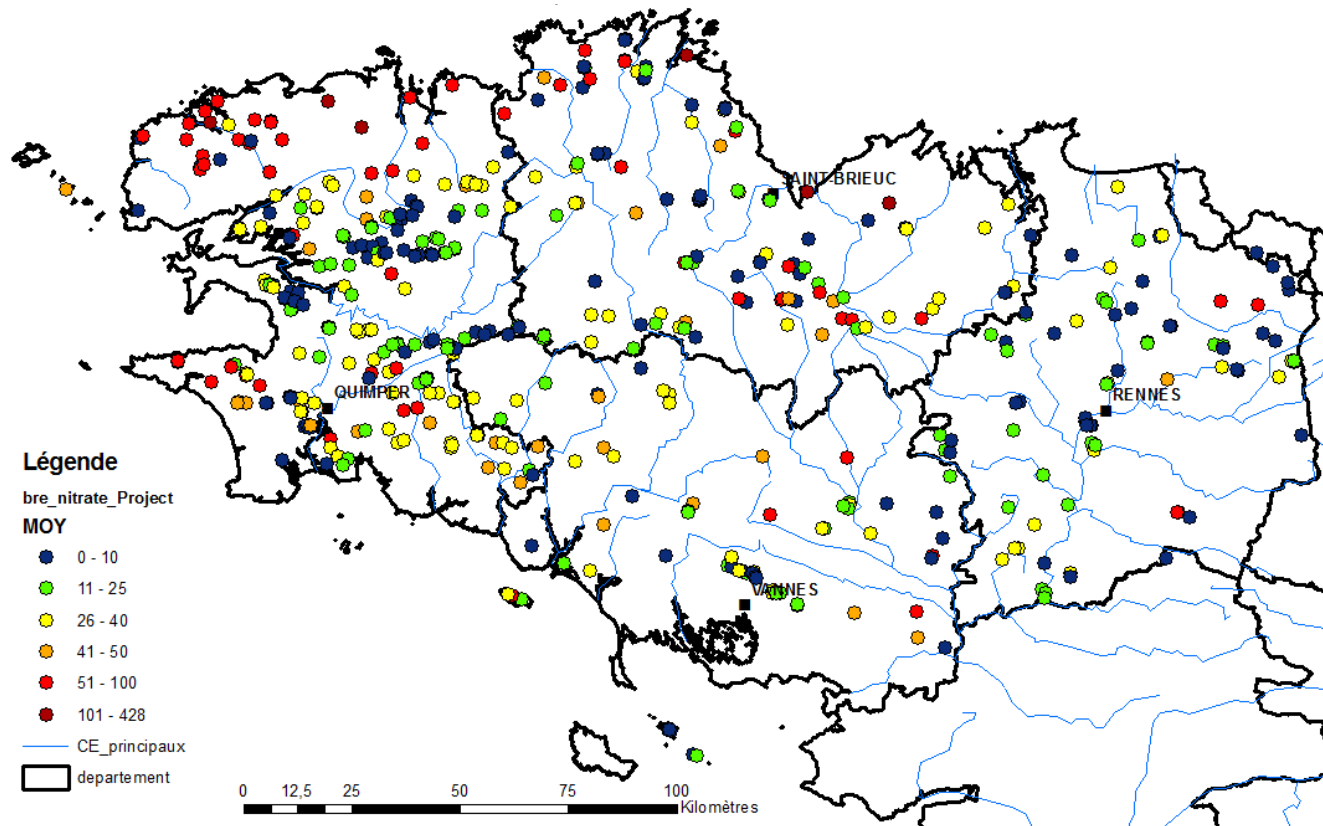 SAINT-BRIEUC
QUIMPER
RENNES
VANNES
Légende
bre_nitrate_Project
MOY
0 - 10
11 - 25
26 - 40
41 - 50
51 - 100
101 - 428
CE_principaux
departement
0 12,5 25 50 75 100
Kilomètres